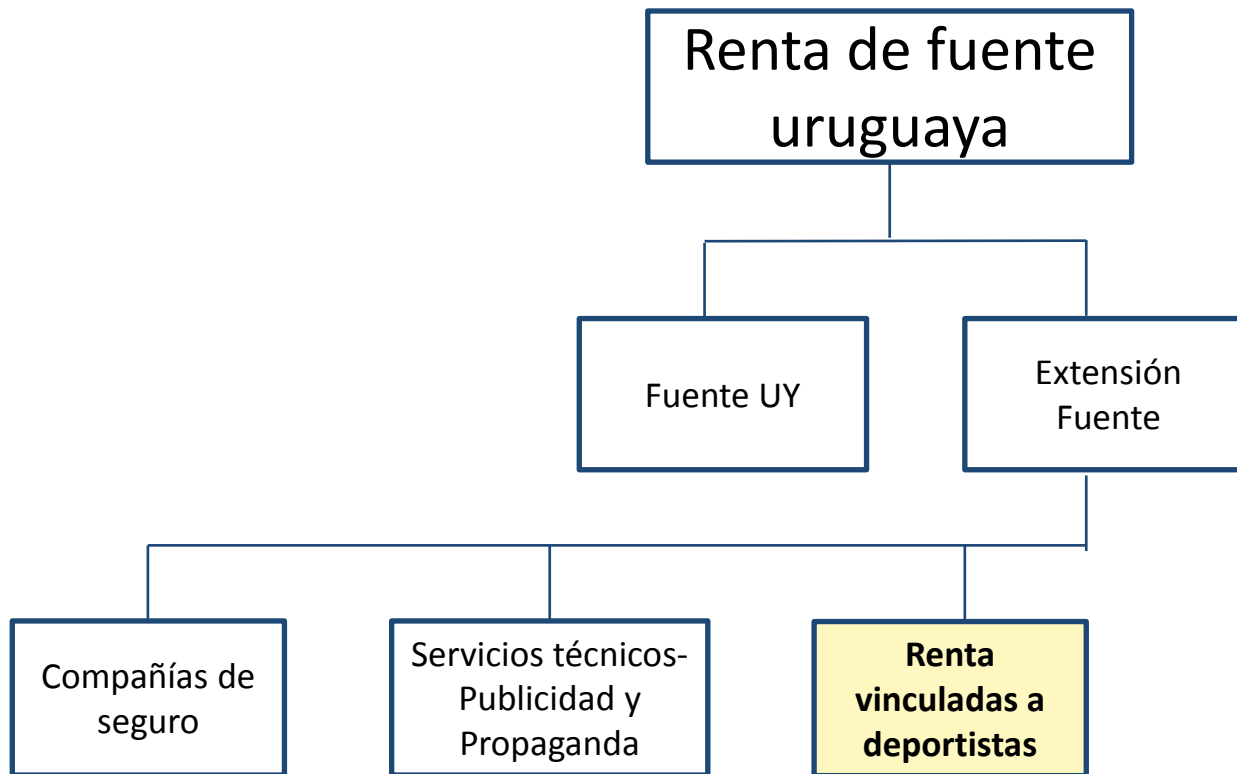 Renta de fuente
uruguaya
Fuente UY
Extensión
Fuente
Compañías de
seguro
Servicios técnicos-
Publicidad y
Propaganda
Renta
vinculadas a
deportistas